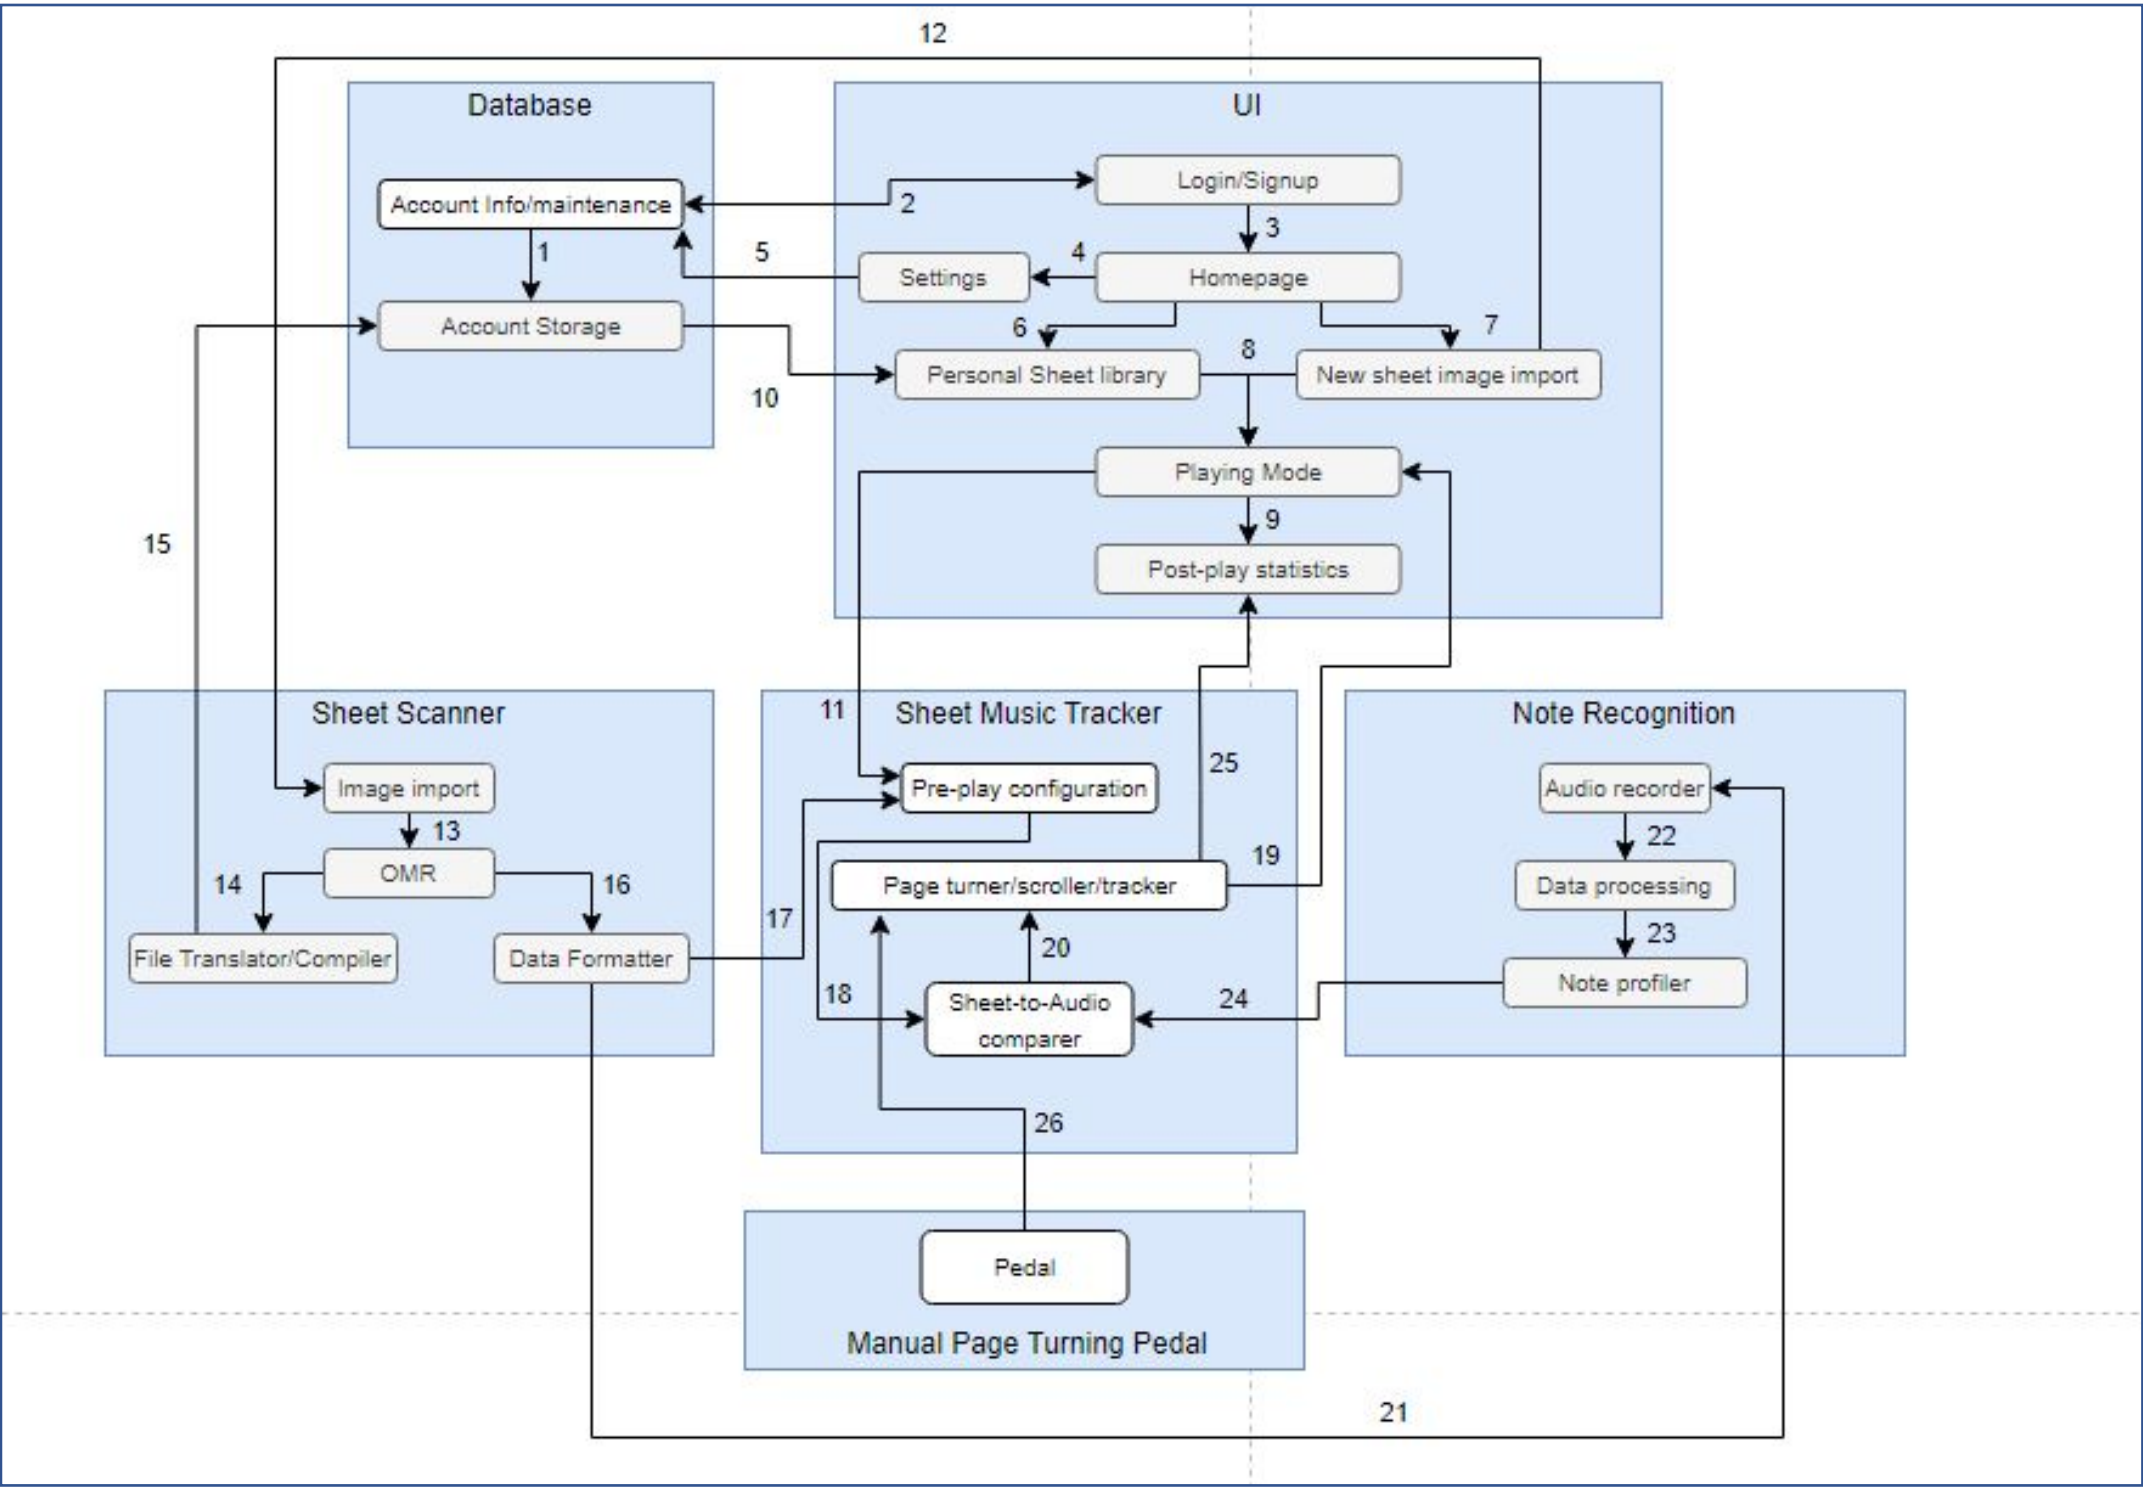 12
Database
UI
Login/Signup
Account Info/maintenance
2
3
1
5
4
Settings
Homepage
Account Storage
6
7
8
10
Personal Sheet library
New sheet image import
Playing Mode
9
15
Post-play statistics
11
Sheet Scanner
Sheet Music Tracker
Note Recognition
25
Image import
Pre-play configuration
Audio recorder
13
22
19
OMR
14
16
Page turner/scroller/tracker
Data processing
17
20
23
File Translator/Compiler
Data Formatter
18
Sheet-to-Audio
comparer
24
Note profiler
26
Pedal
Manual Page Turning Pedal
21